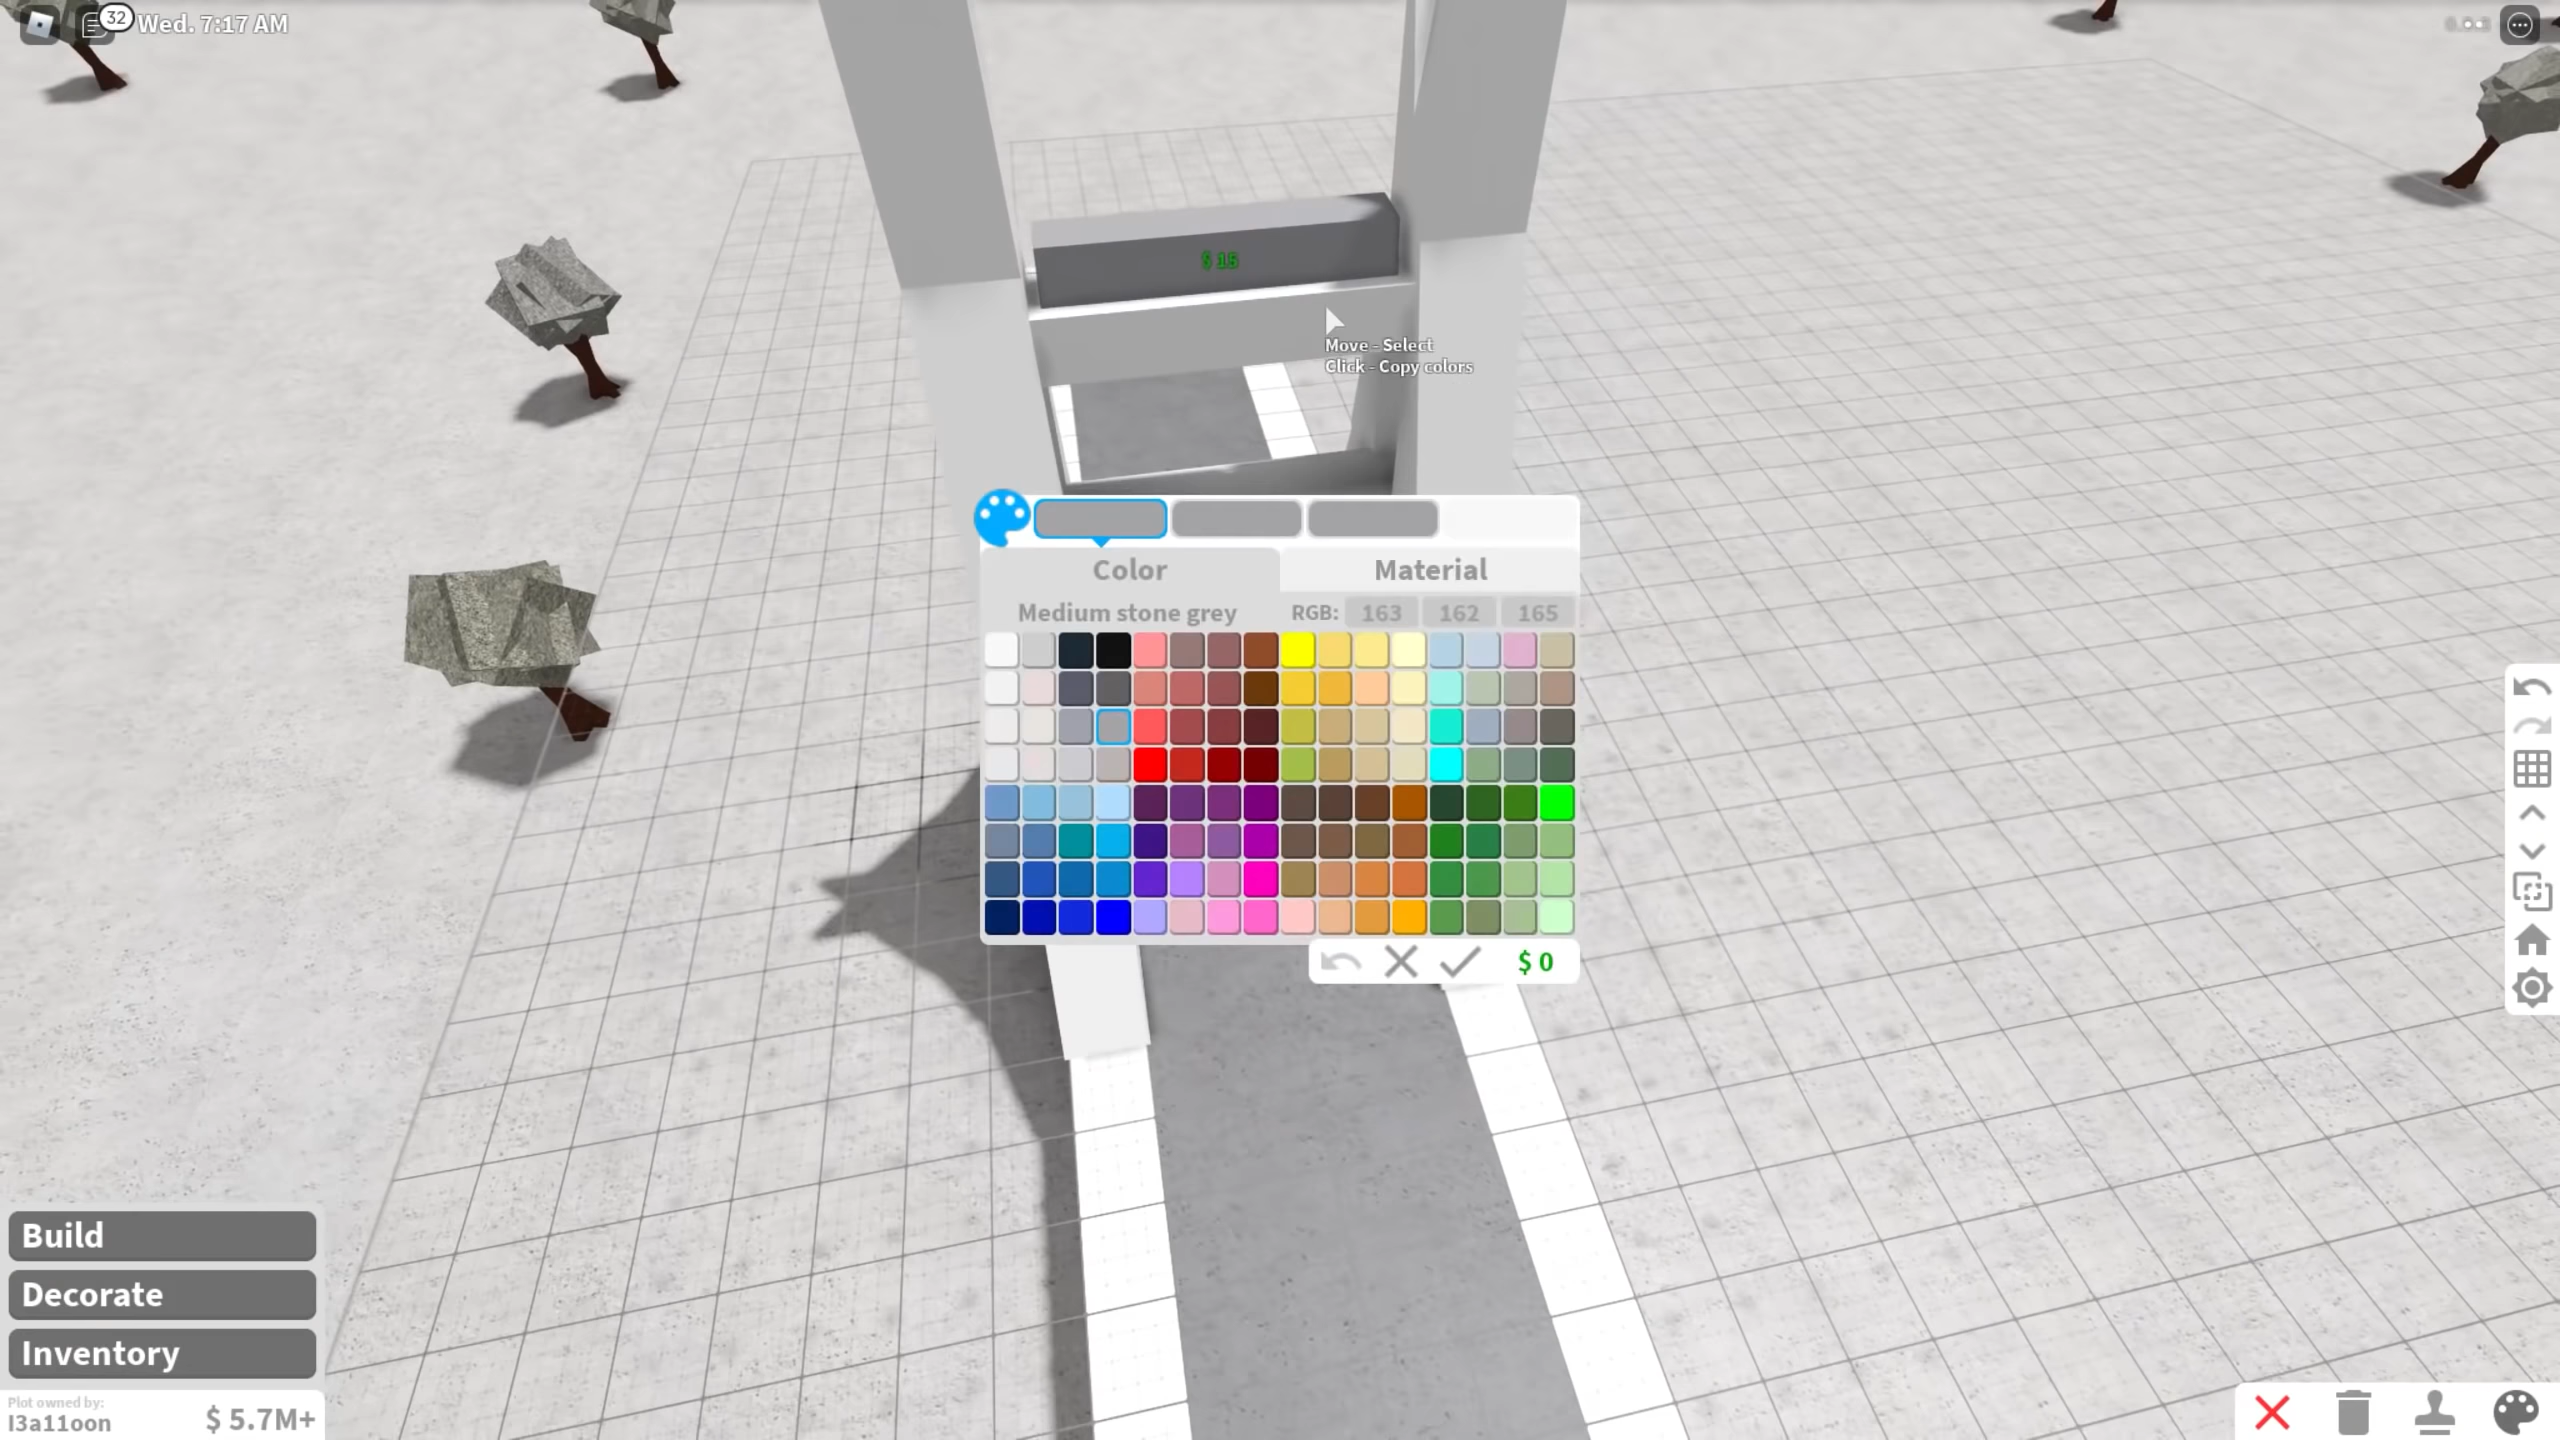 32
Wed. 7:17 AM
$ 15
Move - Select
Click - Copy colors
Color
Material
Medium stone grey
RGB: 163 162 165
$ 0
Build
Decorate
Inventory
Plot owned by:
l3a11oon
$ 5.7M+